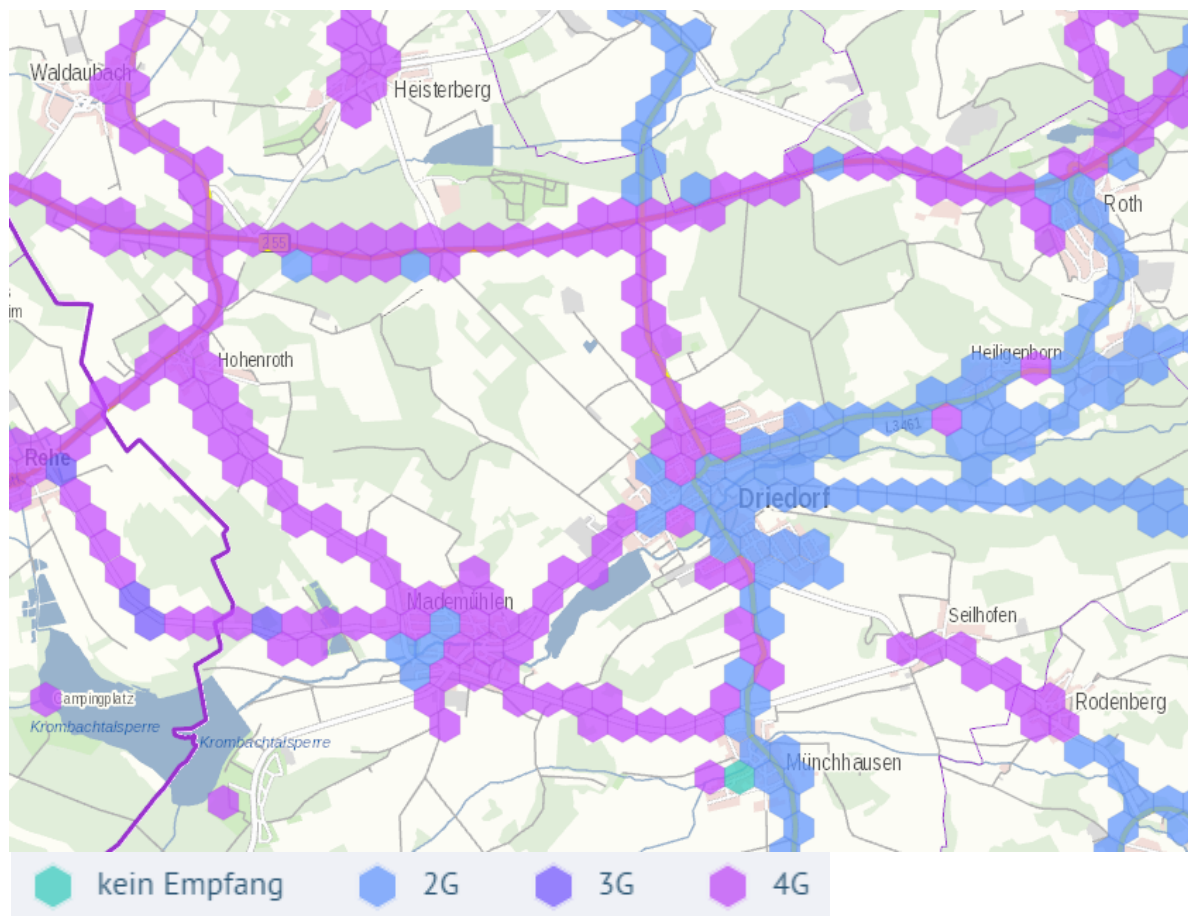 Waldaubach
Heisterberg
Roth
255
im
Hohenroth
Heiligenborn
L3461
Rehe
Driedorf
Mademühlen
Seilhofen
Campingplatz
Rodenberg
Krombachtalsperre
Krombachtalsperre
Münchhausen
kein Empfang 2G 3G 4G